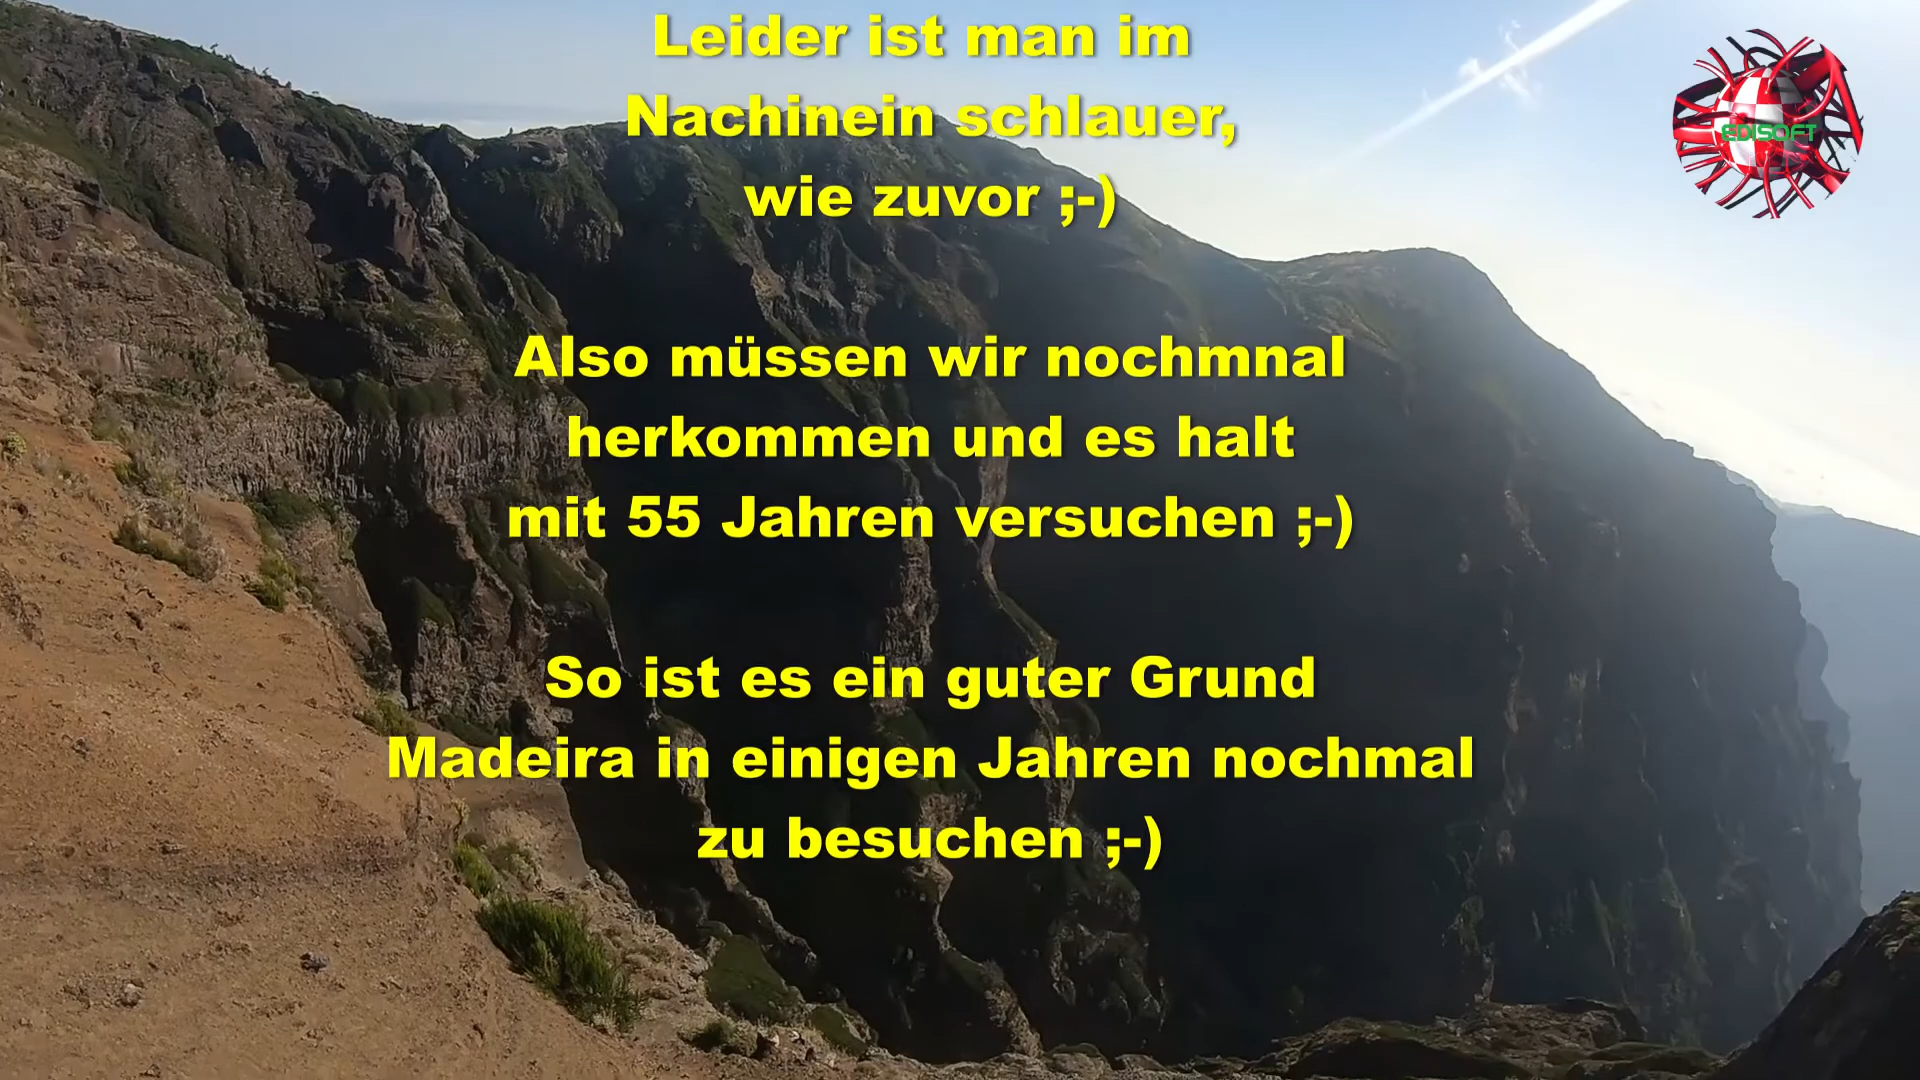 Leider ist man im
Nachinein schlauer,
wie zuvor ;-)
Also müssen wir nochmnal
herkommen und es halt
mit 55 Jahren versuchen ;-)
So ist es ein guter Grund
Madeira in einigen Jahren nochmal
zu besuchen ;-)
EDISOFT